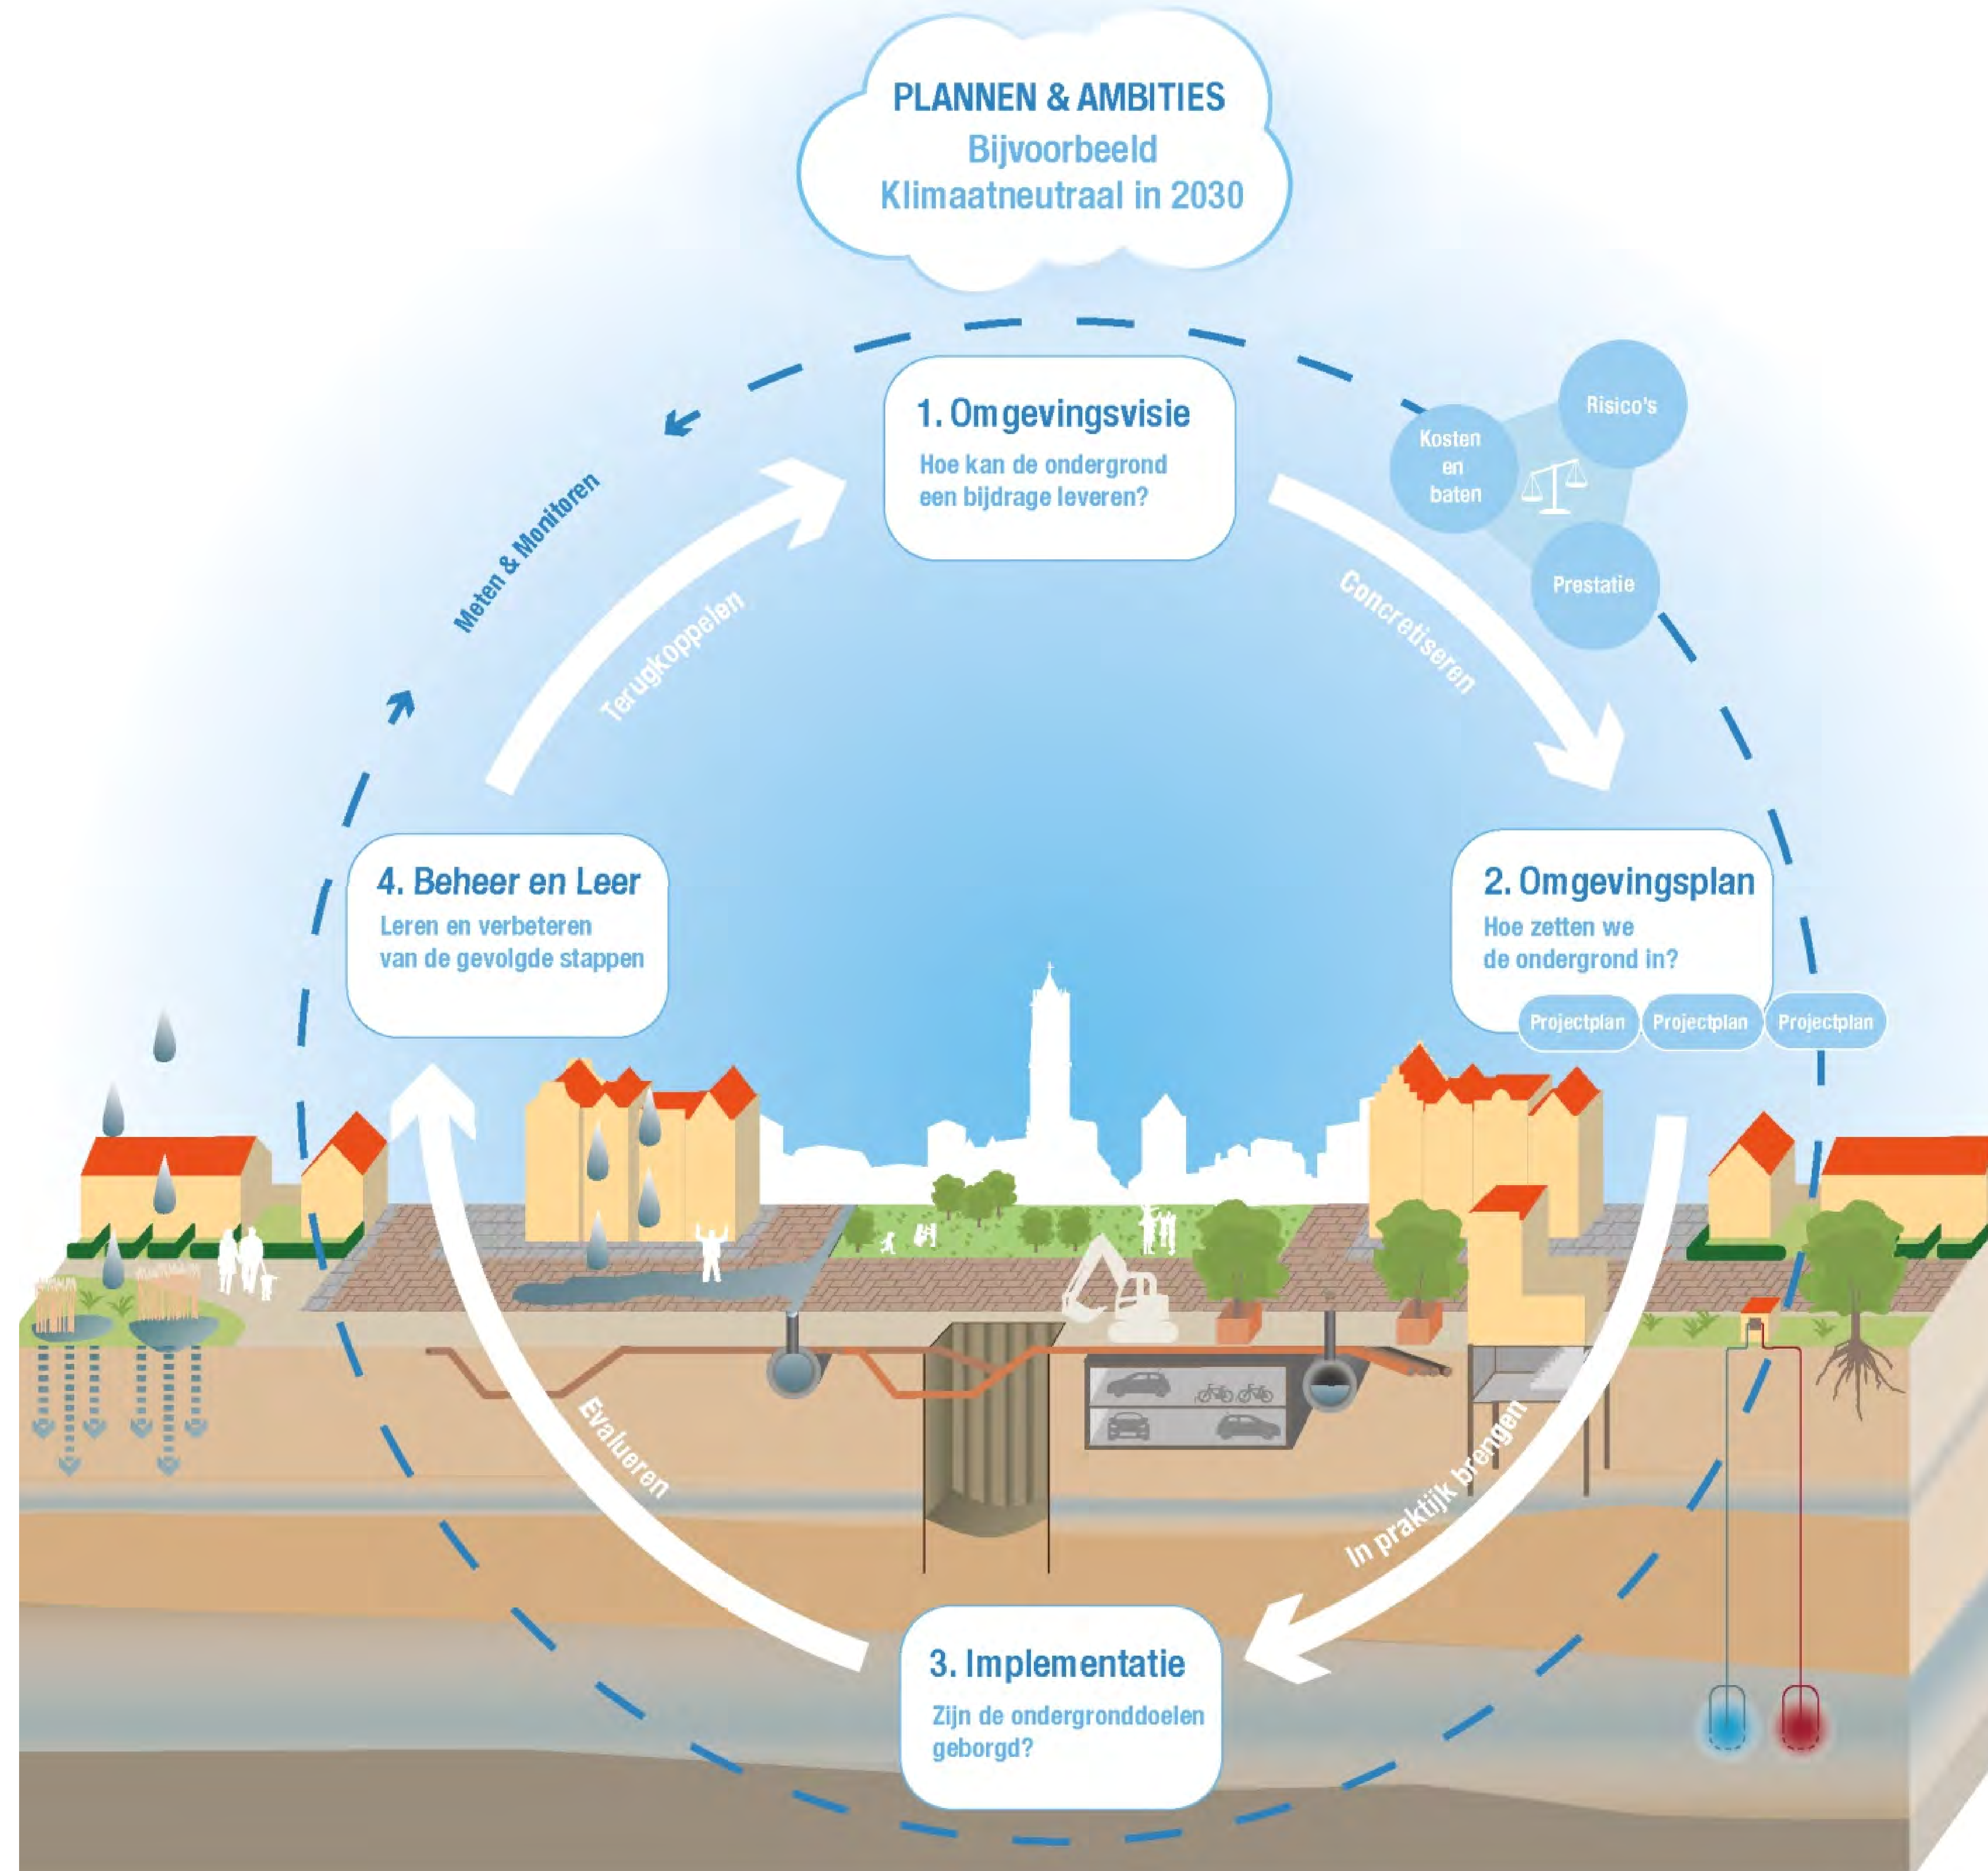 PLANNEN & AMBITIES
Bijvoorbeeld
Klimaatneutraal in 2030
1. Omgevingsvisie
Hoe kan de ondergrond
een bijdrage leveren?
Risico's
Kosten
en
baten
Prestatie
Concretiseren
2. Omgevingsplan
Hoe zetten we
de ondergrond in?
Projectplan
Projectplan
Projectplan
In praktijk brengen
3. Implementatie
Zijn de ondergronddoelen
geborgd?
Evalueren
4. Beheer en Leer
Leren en verbeteren
van de gevolgde stappen
Terugkoppelen
Meten & Monitoren